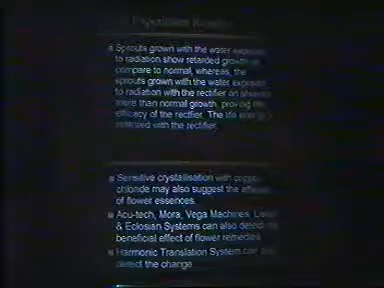 Experiment Results
Sprouts grown with the water exposed
to radiation show retarded growth as
compare to normal, whereas, the
sprouts grown with the water exposed
to radiation with the rectifier on show
more than normal growth, proving the
efficacy of the rectifier. The life energy is
restored with the rectifier.
Sensitive crystallisation with copper
chloride may also suggest the
of flower essences.
Acu-tech, Mora, Vega Machines,
& Eclosian Systems can also detect the
beneficial effect of flower remedies
Harmonic Translation System can also
detect the change